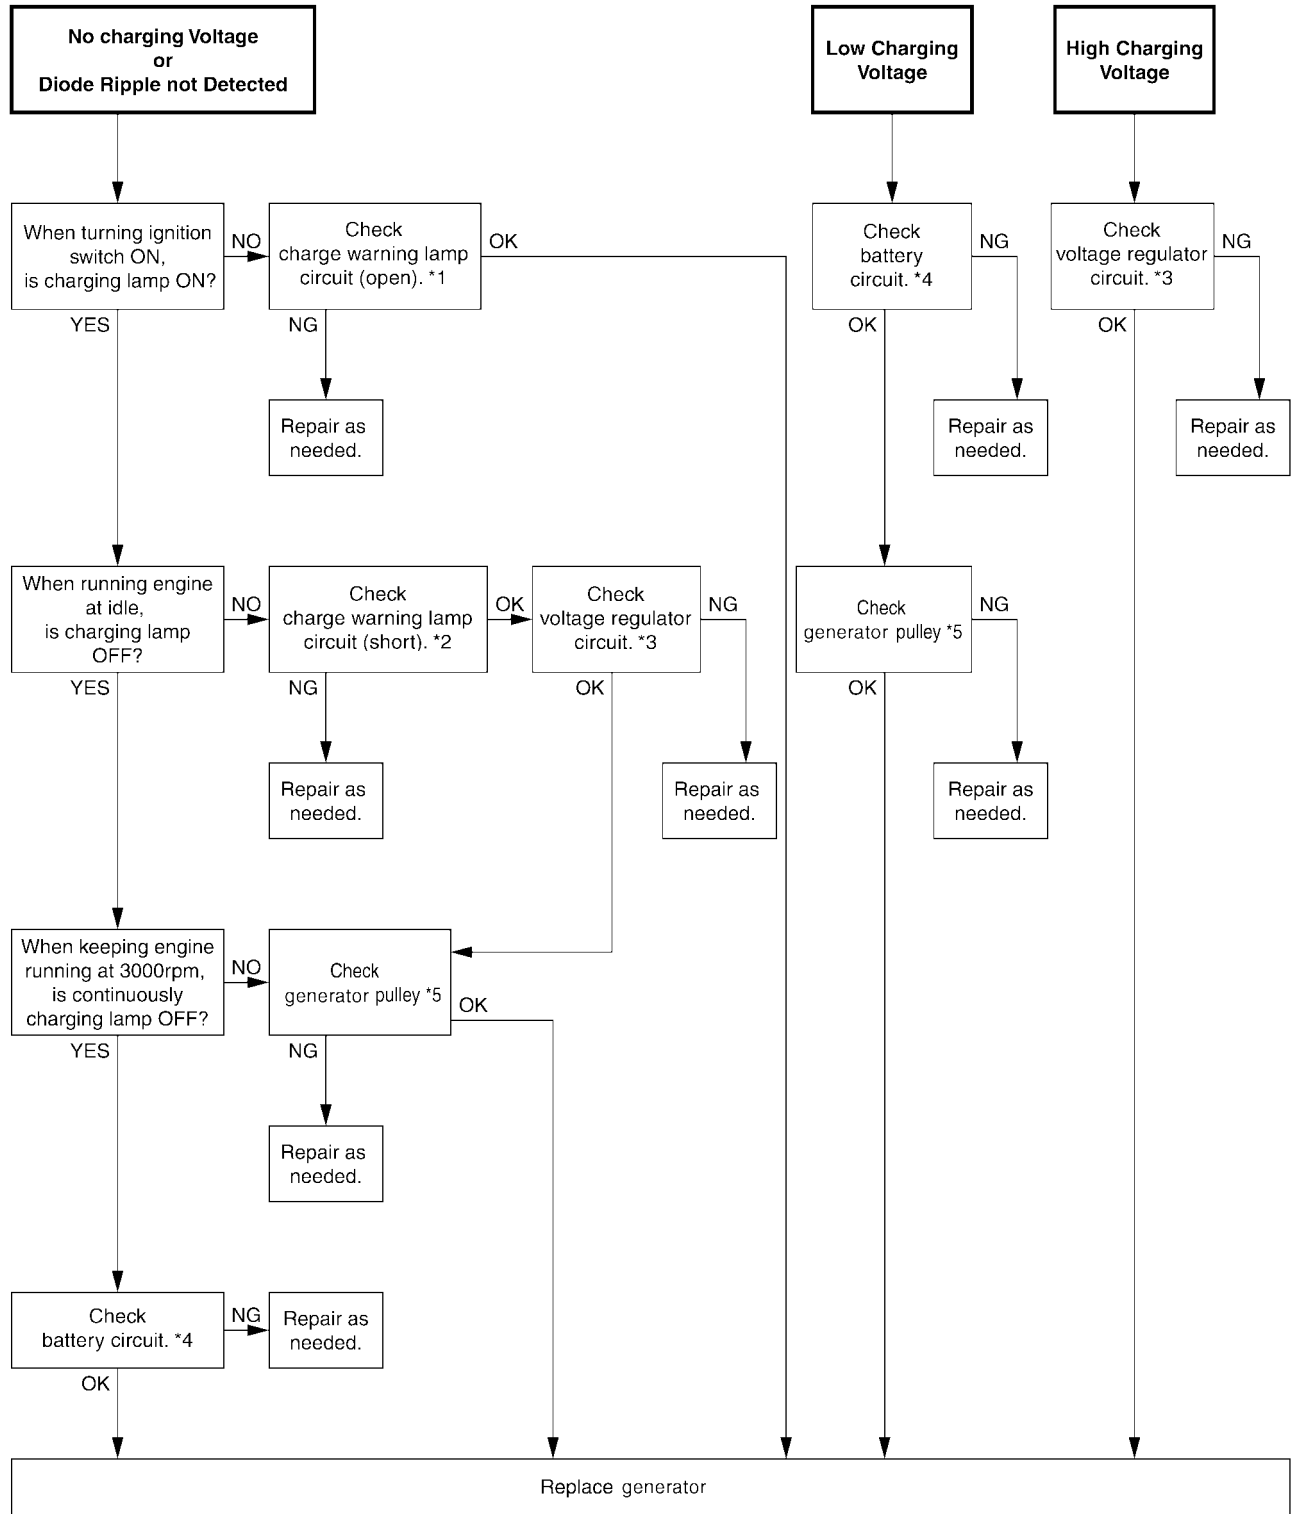 No charging Voltage
or
Diode Ripple not Detected
Low Charging
Voltage
High Charging
Voltage
When turning ignition
switch ON,
is charging lamp ON?
NO
YES
Check
charge warning lamp
circuit (open). *1
OK
NG
Repair as
needed.
Check
battery
circuit. *4
NG
OK
Repair as
needed.
Check
voltage regulator
circuit. *3
NG
OK
Repair as
needed.
When running engine
at idle,
is charging lamp
OFF?
NO
YES
Check
charge warning lamp
circuit (short). *2
OK
NG
Repair as
needed.
Check
voltage regulator
circuit. *3
NG
OK
Repair as
needed.
Check
generator pulley *5
NG
OK
Repair as
needed.
When keeping engine
running at 3000rpm,
is continuously
charging lamp OFF?
NO
YES
Check
generator pulley *5
OK
NG
Repair as
needed.
Check
battery circuit. *4
NG
OK
Repair as
needed.
Replace generator